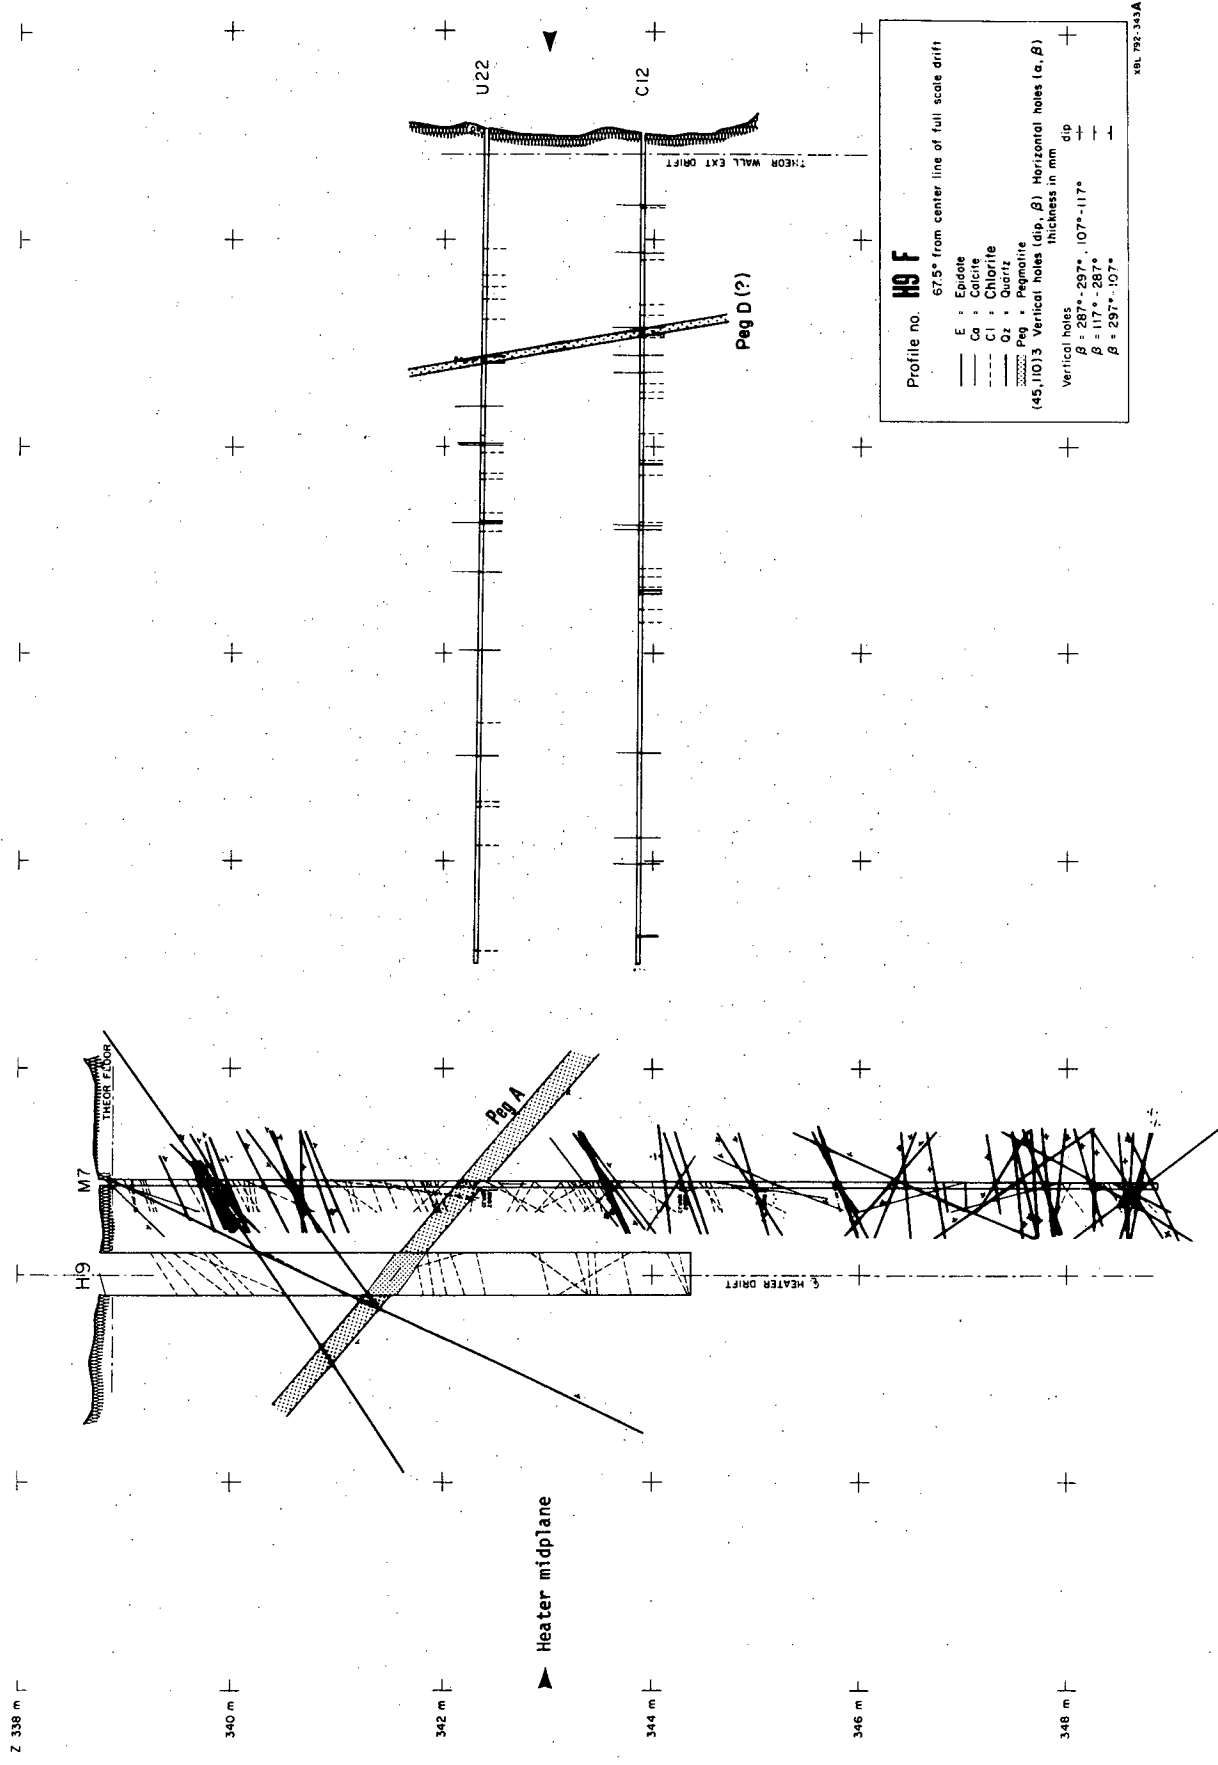 Z 338 m
340 m
342 m
344 m
346 m
348 m
Heater midplane
H9
M7
THEOR FLOOR
Peg A
℄ HEATER DRIFT
U22
C12
THEOR WALL EXT DRIFT
Peg D (?)
Profile no. H9 F
67.5° from center line of full scale drift
E = Epidote
Ca = Calcite
Cl = Chlorite
Qz = Quartz
Peg = Pegmatite
(45,110)3 Vertical holes (dip, β) Horizontal holes (α, β)
thickness in mm
Vertical holes dip
β = 287°-297°, 107°-117°
β = 117°-287°
β = 297°-107°
XBL 792-343A